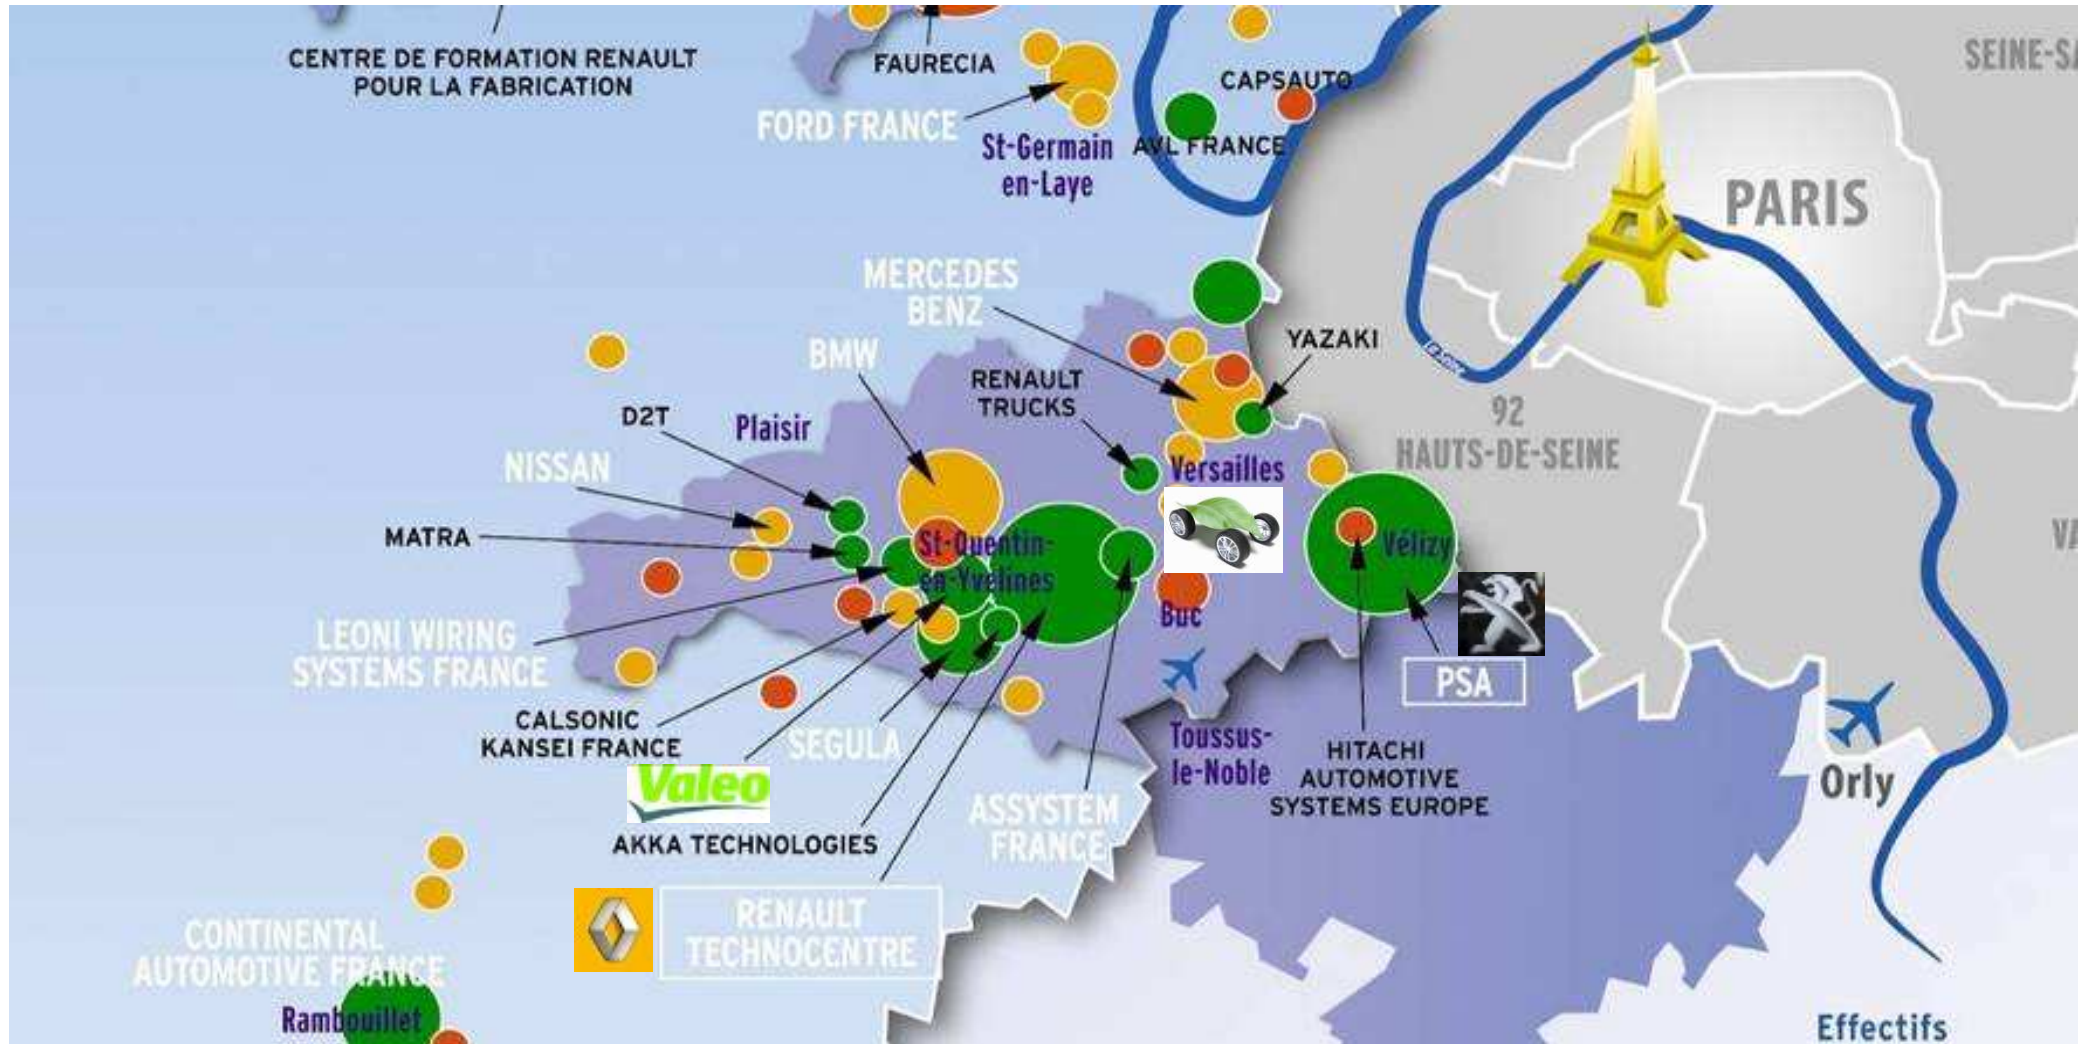 CENTRE DE FORMATION RENAULT
POUR LA FABRICATION
FAURECIA
CAPSAUTO
SEINE-SA
FORD FRANCE
St-Germain
en-Laye
AVL FRANCE
PARIS
MERCEDES
BENZ
YAZAKI
BMW
RENAULT
TRUCKS
92
HAUTS-DE-SEINE
D2T
Plaisir
NISSAN
Versailles
MATRA
St-Quentin-
en-Yvelines
Vélizy
VA
LEONI WIRING
SYSTEMS FRANCE
Buc
PSA
CALSONIC
KANSEI FRANCE
SEGULA
Toussus-
le-Noble
HITACHI
AUTOMOTIVE
SYSTEMS EUROPE
Orly
Valeo
ASSYSTEM
FRANCE
AKKA TECHNOLOGIES
RENAULT
TECHNOCENTRE
CONTINENTAL
AUTOMOTIVE FRANCE
Rambouillet
Effectifs